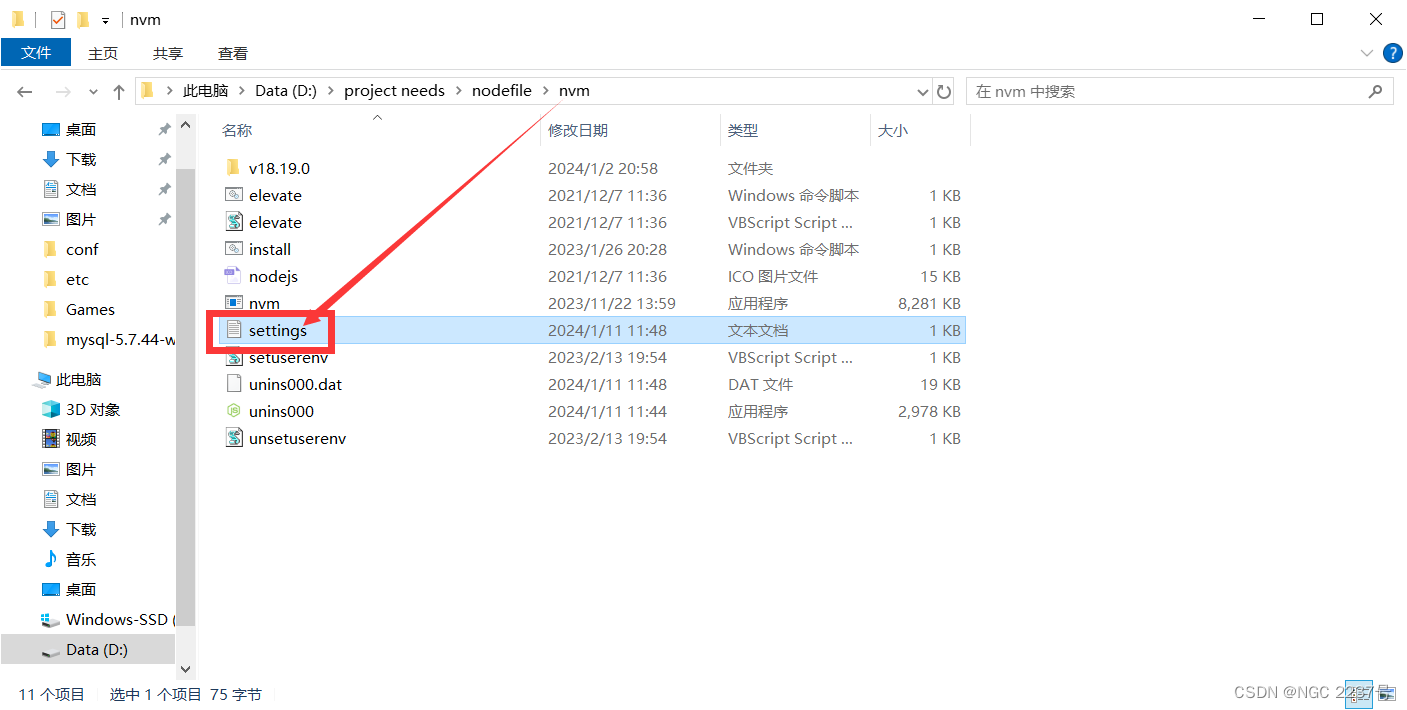 nvm
文件 主页 共享 查看
此电脑 Data (D:) project needs nodefile nvm 在 nvm 中搜索
名称 修改日期 类型 大小
桌面
下载
文档
图片
conf
etc
Games
mysql-5.7.44-w
此电脑
3D 对象
视频
图片
文档
下载
音乐
桌面
Windows-SSD (
Data (D:)
v18.19.0 2024/1/2 20:58 文件夹
elevate 2021/12/7 11:36 Windows 命令脚本 1 KB
elevate 2021/12/7 11:36 VBScript Script ... 1 KB
install 2023/1/26 20:28 Windows 命令脚本 1 KB
nodejs 2021/12/7 11:36 ICO 图片文件 15 KB
nvm 2023/11/22 13:59 应用程序 8,281 KB
settings 2024/1/11 11:48 文本文档 1 KB
setuserenv 2023/2/13 19:54 VBScript Script ... 1 KB
unins000.dat 2024/1/11 11:48 DAT 文件 19 KB
unins000 2024/1/11 11:44 应用程序 2,978 KB
unsetuserenv 2023/2/13 19:54 VBScript Script ... 1 KB
11 个项目 选中 1 个项目 75 字节
CSDN @NGC 2237号